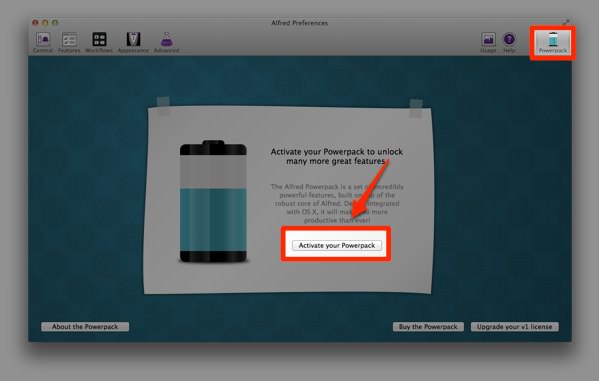 Alfred Preferences
General Features Workflows Appearance Advanced Usage Help Powerpack
Activate your Powerpack to unlock
many more great features
The Alfred Powerpack is a set of incredibly
powerful features, built on top of the
robust core of Alfred. integrated
with OS X, it will make more
productive than ever!
Activate your Powerpack
About the Powerpack Buy the Powerpack Upgrade your v1 license